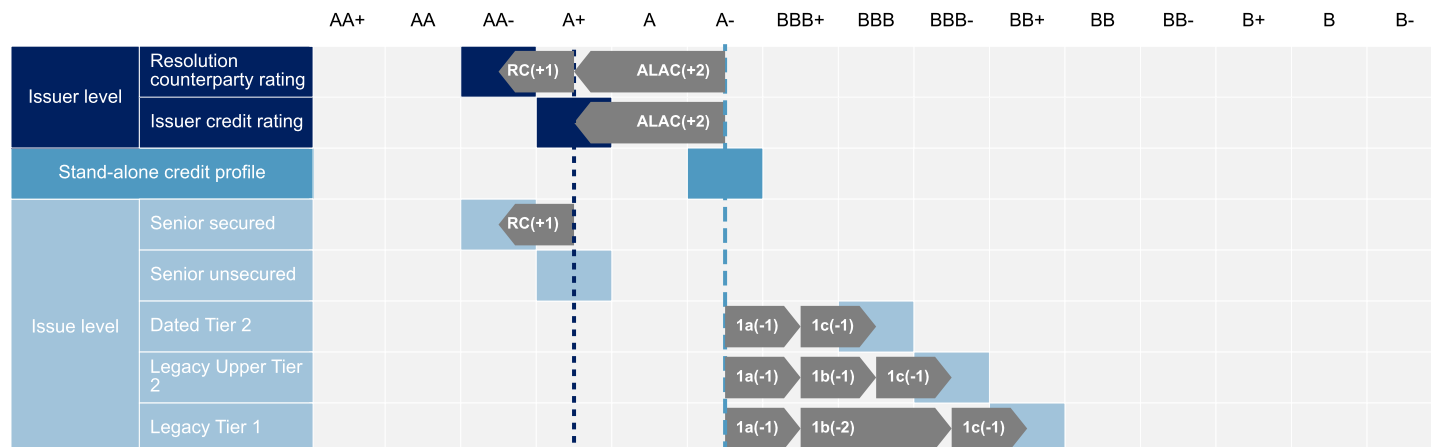 AA+ AA AA- A+ A A- BBB+ BBB BBB- BB+ BB BB- B+ B B-
Issuer level
Resolution
counterparty rating
RC(+1) ALAC(+2)
Issuer credit rating
ALAC(+2)
Stand-alone credit profile
Issue level
Senior secured
RC(+1)
Senior unsecured
Dated Tier 2
1a(-1) 1c(-1)
Legacy Upper Tier
2
1a(-1) 1b(-1) 1c(-1)
Legacy Tier 1
1a(-1) 1b(-2) 1c(-1)